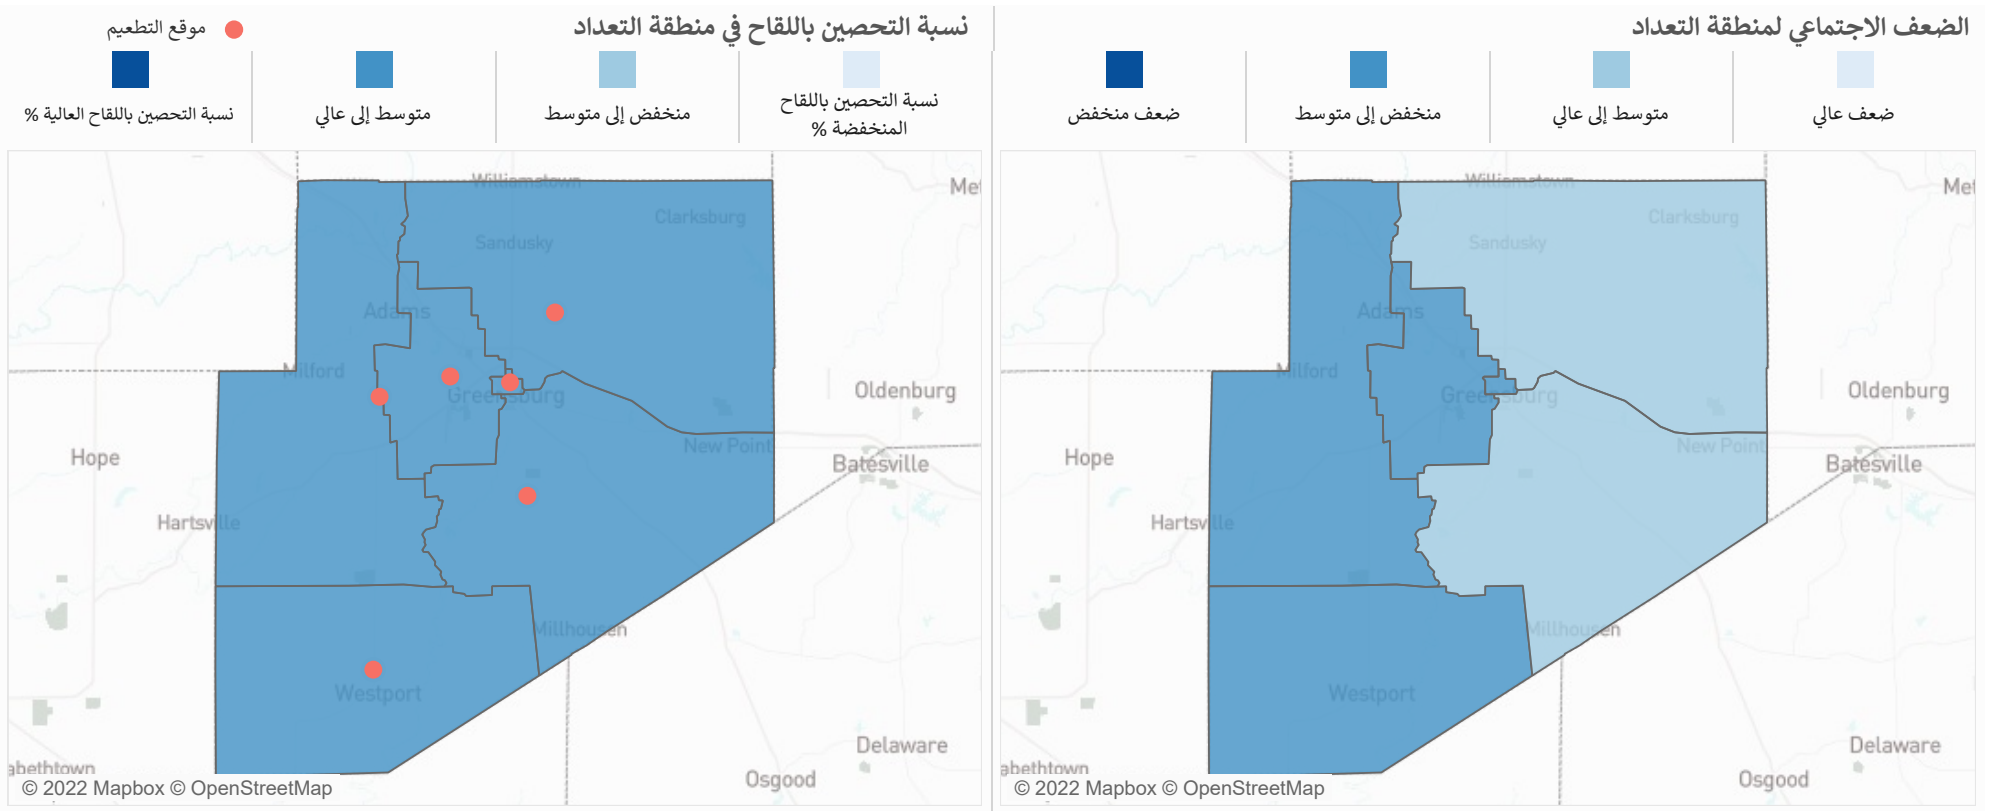 الضعف الاجتماعي لمنطقة التعداد
ضعف عالي
متوسط إلى عالي
منخفض إلى متوسط
ضعف منخفض
Williamstown
Met
Clarksburg
Sandusky
Adams
Milford
Greensburg
Oldenburg
New Point
Hope
Batesville
Hartsville
Millhousen
Westport
Delaware
abethtown
Osgood
© 2022 Mapbox © OpenStreetMap
نسبة التحصين باللقاح في منطقة التعداد
موقع التطعيم
نسبة التحصين باللقاح
المنخفضة %
منخفض إلى متوسط
متوسط إلى عالي
نسبة التحصين باللقاح العالية %
Williamstown
Met
Clarksburg
Sandusky
Adams
Milford
Greensburg
Oldenburg
New Point
Hope
Batesville
Hartsville
Millhousen
Westport
Delaware
abethtown
Osgood
© 2022 Mapbox © OpenStreetMap